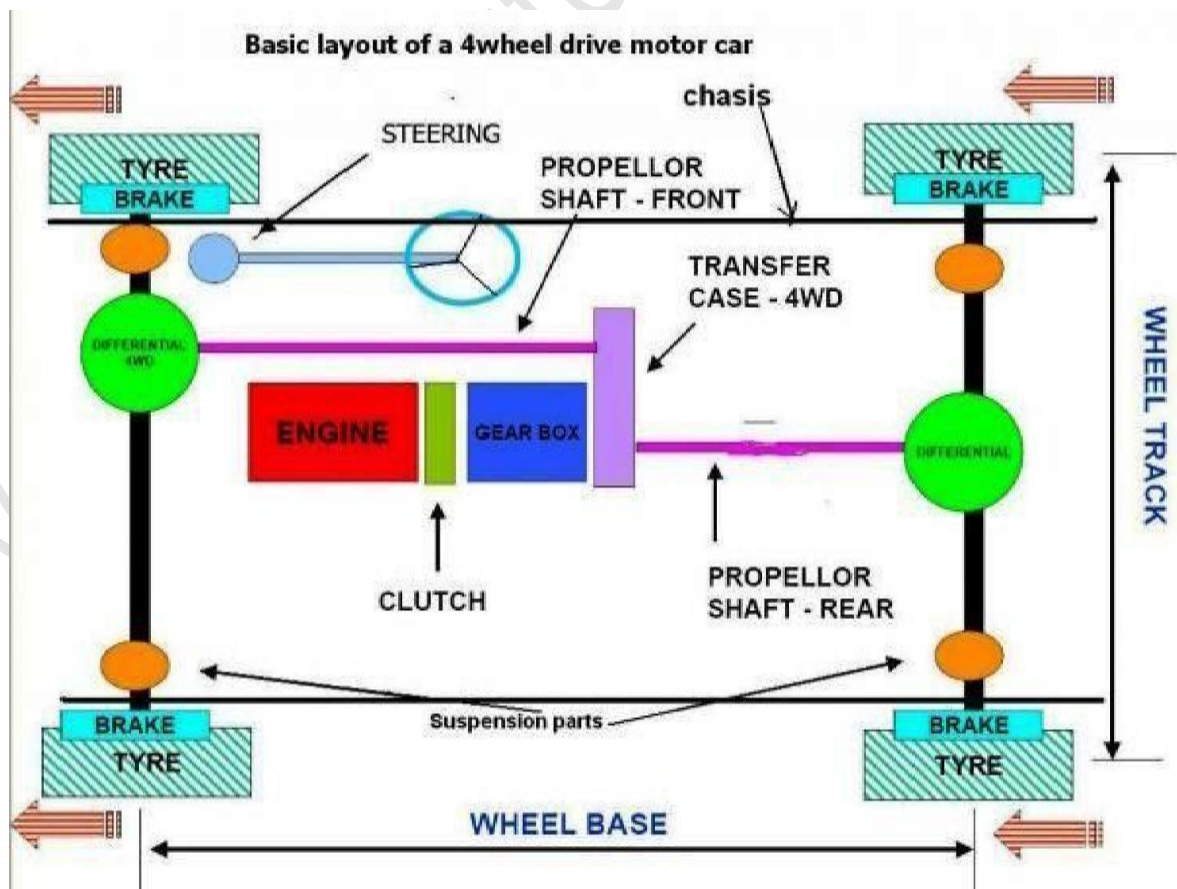 Basic layout of a 4wheel drive motor car
chasis
STEERING
TYRE
BRAKE
PROPELLOR
SHAFT - FRONT
TYRE
BRAKE
TRANSFER
CASE - 4WD
DIFFERENTIAL
4WD
ENGINE
GEAR BOX
DIFFERENTIAL
WHEEL TRACK
CLUTCH
PROPELLOR
SHAFT - REAR
Suspension parts
BRAKE
TYRE
BRAKE
TYRE
WHEEL BASE